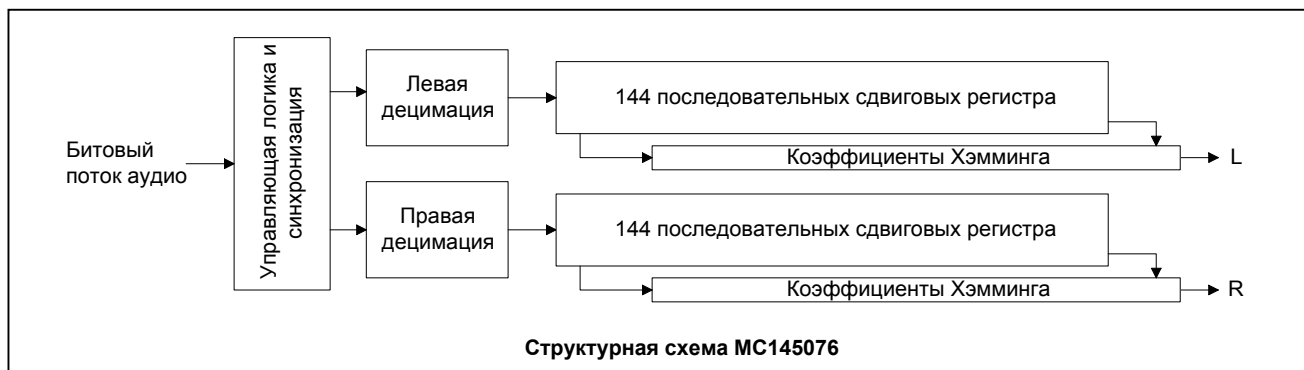 Битовый
поток аудио
Управляющая логика и
синхронизация
Левая
децимация
144 последовательных сдвиговых регистра
Коэффициенты Хэмминга
L
Правая
децимация
144 последовательных сдвиговых регистра
Коэффициенты Хэмминга
R
Структурная схема МС145076